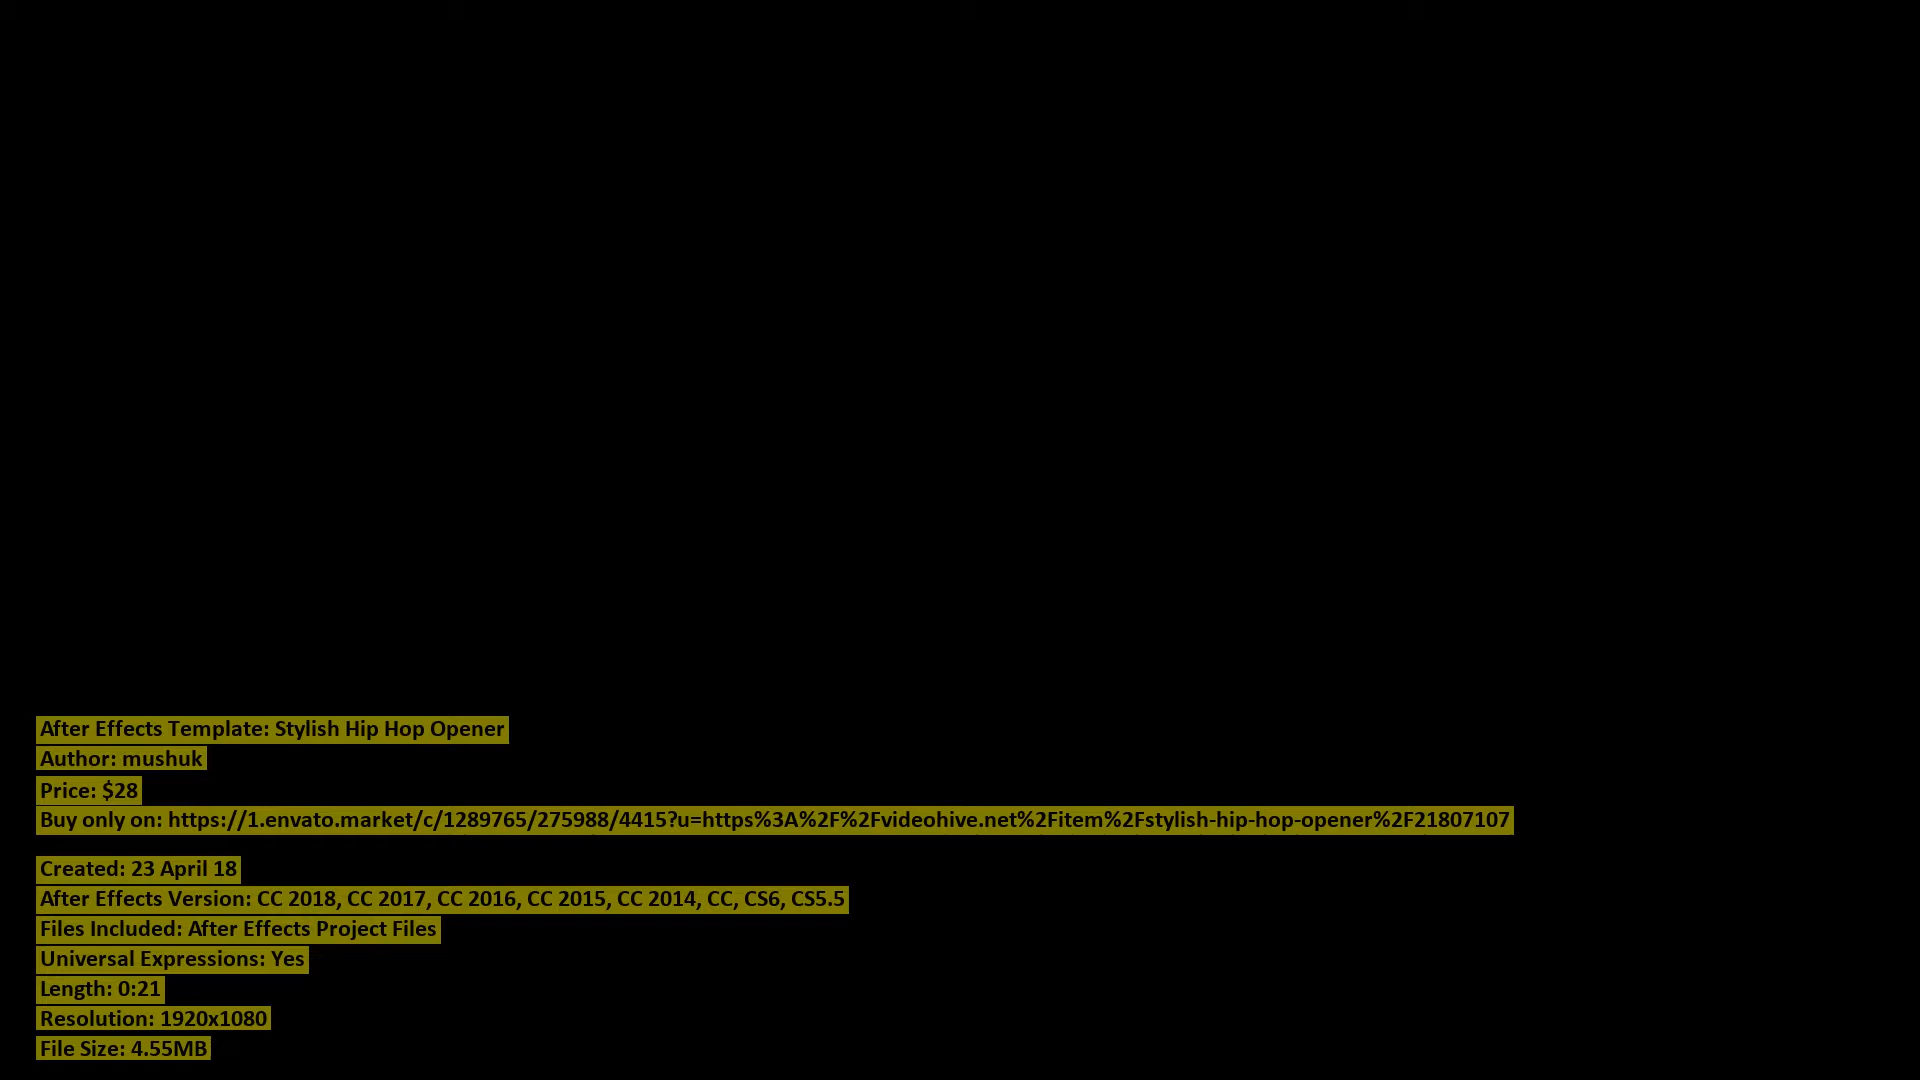 After Effects Template: Stylish Hip Hop Opener
Author: mushuk
Price: $28
Buy only on: https://1.envato.market/c/1289765/275988/4415?u=https%3A%2F%2Fvideohive.net%2Fitem%2Fstylish-hip-hop-opener%2F21807107
Created: 23 April 18
After Effects Version: CC 2018, CC 2017, CC 2016, CC 2015, CC 2014, CC, CS6, CS5.5
Files Included: After Effects Project Files
Universal Expressions: Yes
Length: 0:21
Resolution: 1920x1080
File Size: 4.55MB